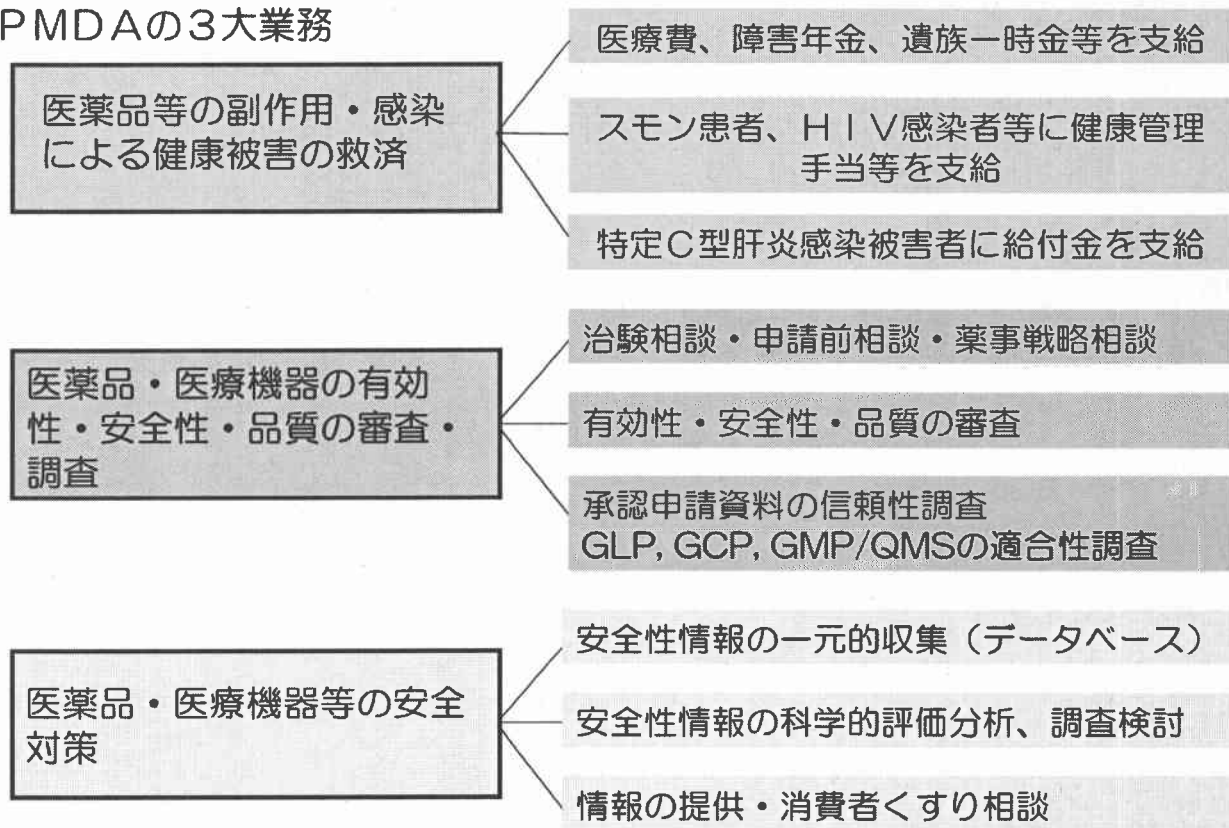 PMDAの3大業務
医薬品等の副作用・感染
による健康被害の救済
医療費、障害年金、遺族一時金等を支給
スモン患者、HIV感染者等に健康管理
手当等を支給
特定C型肝炎感染被害者に給付金を支給
医薬品・医療機器の有効
性・安全性・品質の審査・
調査
治験相談・申請前相談・薬事戦略相談
有効性・安全性・品質の審査
承認申請資料の信頼性調査
GLP, GCP, GMP/QMSの適合性調査
医薬品・医療機器等の安全
対策
安全性情報の一元的収集（データベース）
安全性情報の科学的評価分析、調査検討
情報の提供・消費者くすり相談